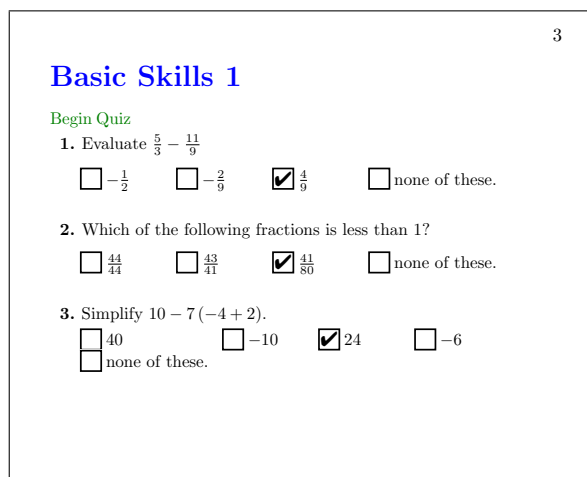 3
Basic Skills 1
Begin Quiz
1. Evaluate 5/3 − 11/9
−1/2 −2/9 ✔ 4/9 none of these.
2. Which of the following fractions is less than 1?
44/44 43/41 ✔ 41/80 none of these.
3. Simplify 10 − 7 (−4 + 2).
40 −10 ✔ 24 −6
none of these.